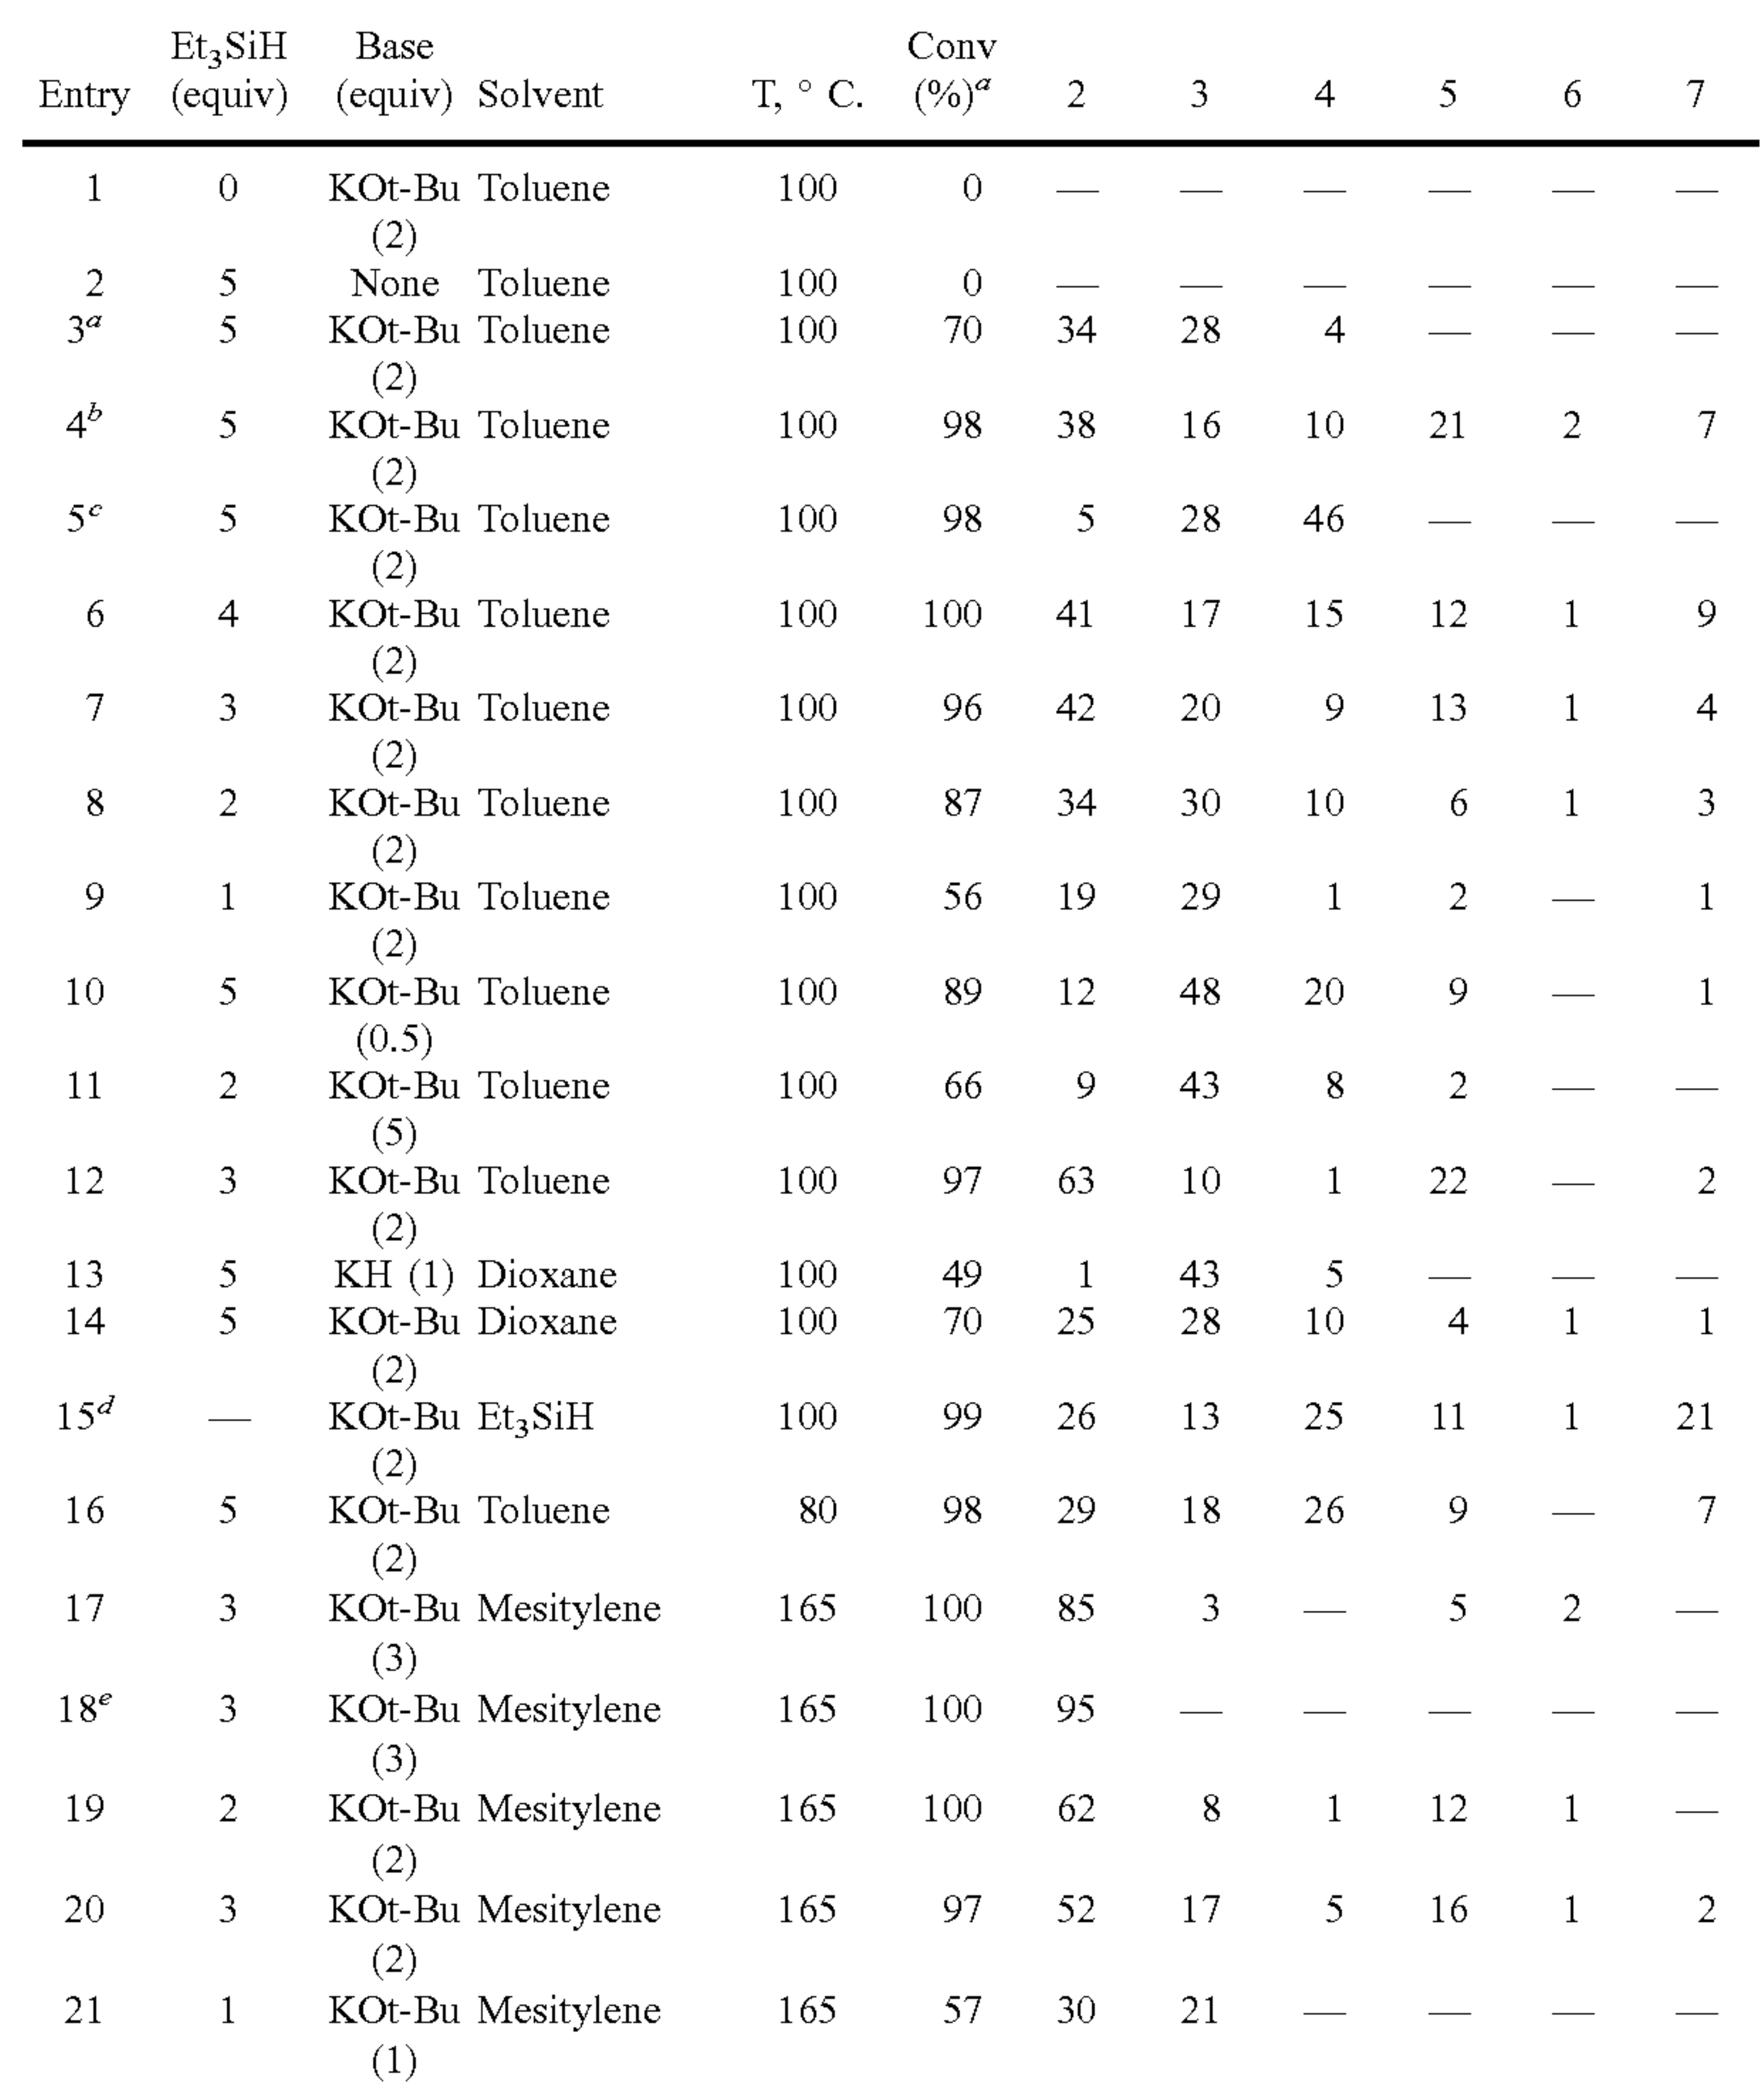 Et₃SiH Base Conv
Entry (equiv) (equiv) Solvent T, ° C. (%)ᵃ 2 3 4 5 6 7
1 0 KOt-Bu Toluene 100 0 — — — — — —
(2)
2 5 None Toluene 100 0 — — — — — —
3ᵃ 5 KOt-Bu Toluene 100 70 34 28 4 — — —
(2)
4ᵇ 5 KOt-Bu Toluene 100 98 38 16 10 21 2 7
(2)
5ᶜ 5 KOt-Bu Toluene 100 98 5 28 46 — — —
(2)
6 4 KOt-Bu Toluene 100 100 41 17 15 12 1 9
(2)
7 3 KOt-Bu Toluene 100 96 42 20 9 13 1 4
(2)
8 2 KOt-Bu Toluene 100 87 34 30 10 6 1 3
(2)
9 1 KOt-Bu Toluene 100 56 19 29 1 2 — 1
(2)
10 5 KOt-Bu Toluene 100 89 12 48 20 9 — 1
(0.5)
11 2 KOt-Bu Toluene 100 66 9 43 8 2 — —
(5)
12 3 KOt-Bu Toluene 100 97 63 10 1 22 — 2
(2)
13 5 KH (1) Dioxane 100 49 1 43 5 — — —
14 5 KOt-Bu Dioxane 100 70 25 28 10 4 1 1
(2)
15ᵈ — KOt-Bu Et₃SiH 100 99 26 13 25 11 1 21
(2)
16 5 KOt-Bu Toluene 80 98 29 18 26 9 — 7
(2)
17 3 KOt-Bu Mesitylene 165 100 85 3 — 5 2 —
(3)
18ᵉ 3 KOt-Bu Mesitylene 165 100 95 — — — — —
(3)
19 2 KOt-Bu Mesitylene 165 100 62 8 1 12 1 —
(2)
20 3 KOt-Bu Mesitylene 165 97 52 17 5 16 1 2
(2)
21 1 KOt-Bu Mesitylene 165 57 30 21 — — — —
(1)